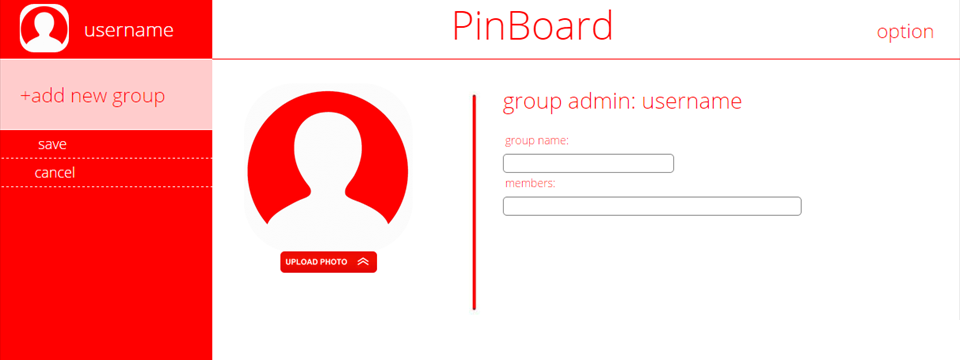 username
PinBoard
option
+add new group
save
cancel
UPLOAD PHOTO
group admin: username
group name:
members: